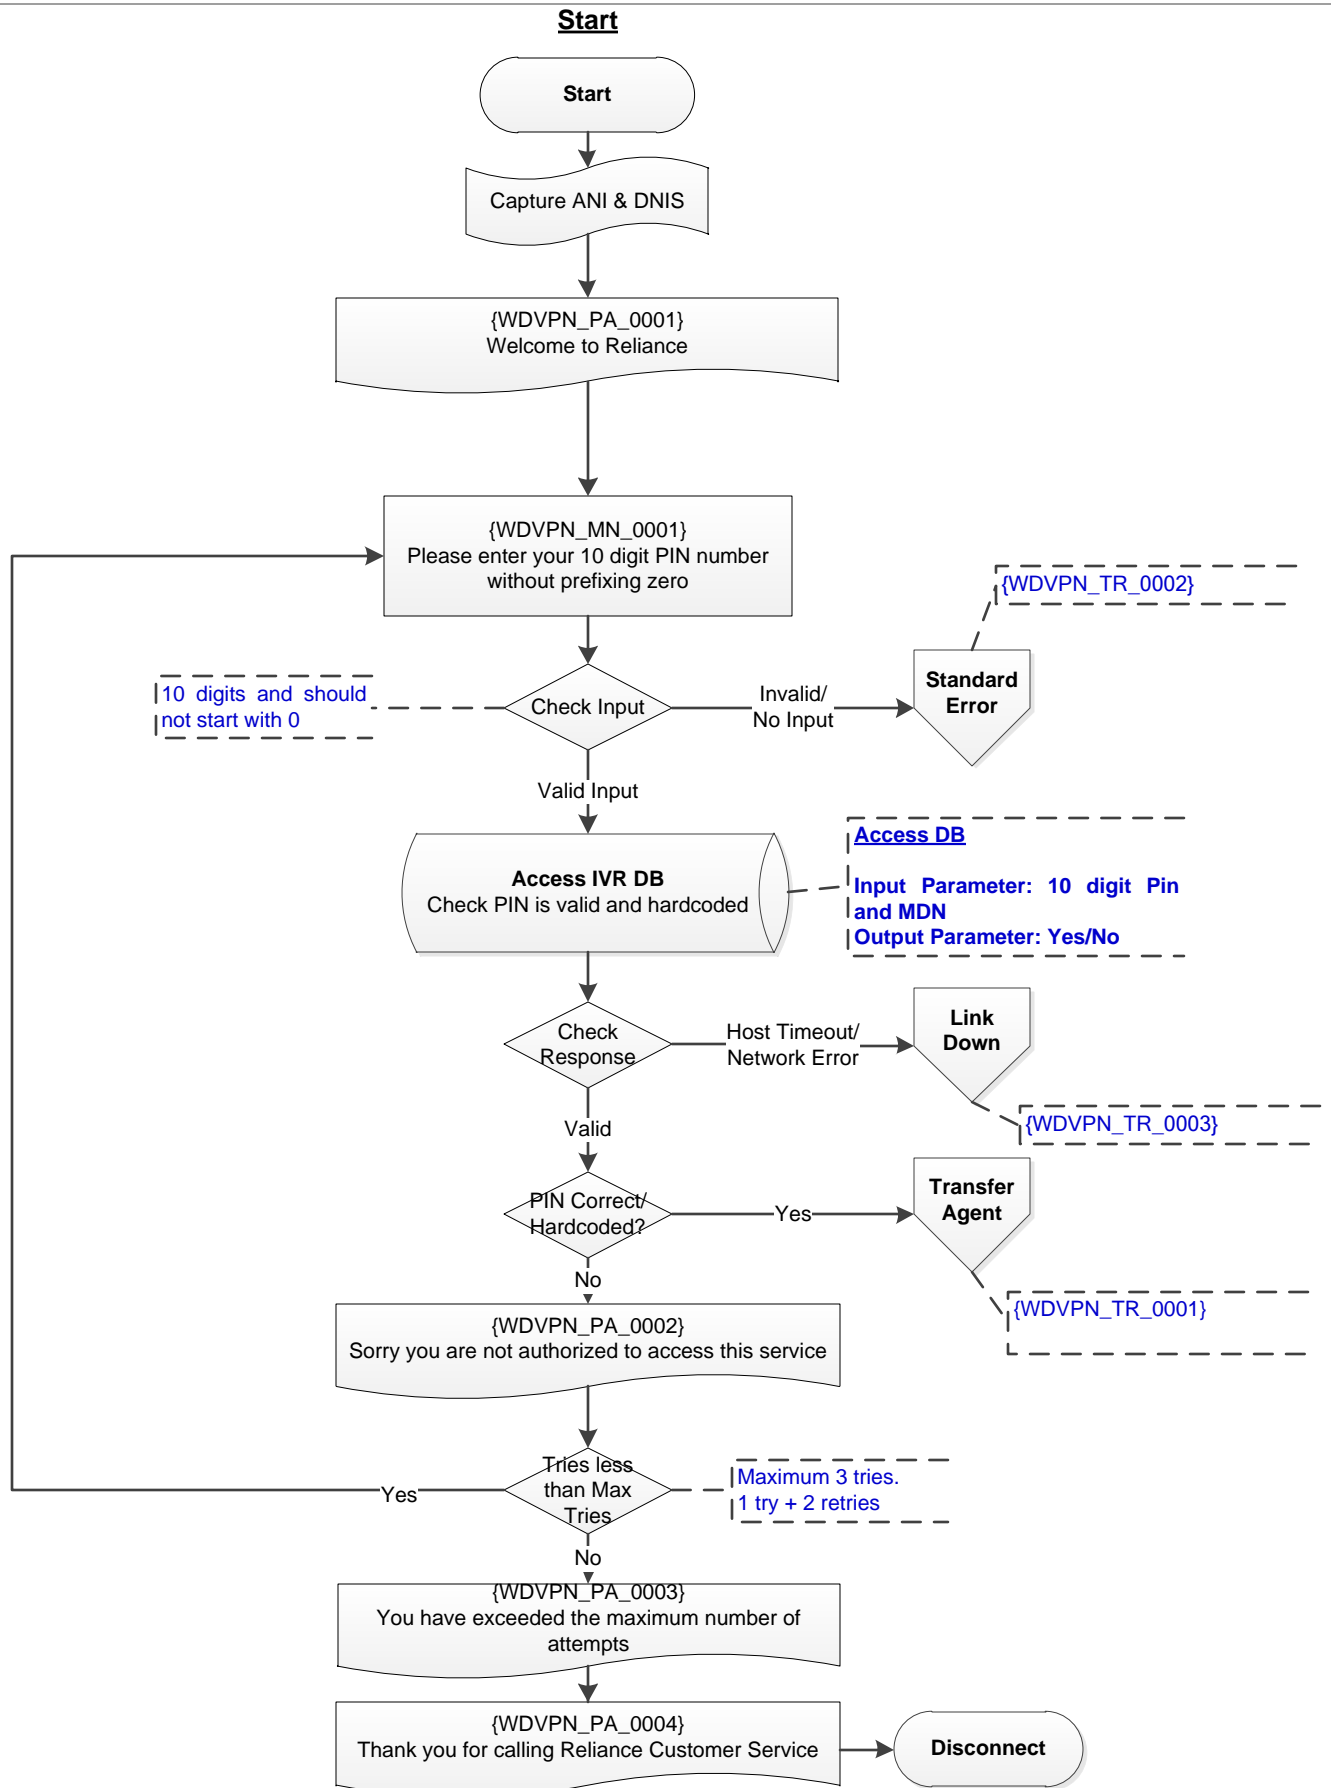 Start
Start
Capture ANI & DNIS
{WDVPN_PA_0001}
Welcome to Reliance
{WDVPN_MN_0001}
Please enter your 10 digit PIN number
without prefixing zero
{WDVPN_TR_0002}
10 digits and should
not start with 0
Check Input
Invalid/
No Input
Standard
Error
Valid Input
Access IVR DB
Check PIN is valid and hardcoded
Access DB
Input Parameter: 10 digit Pin
and MDN
Output Parameter: Yes/No
Check
Response
Host Timeout/
Network Error
Link
Down
{WDVPN_TR_0003}
Valid
PIN Correct/
Hardcoded?
Yes
Transfer
Agent
{WDVPN_TR_0001}
No
{WDVPN_PA_0002}
Sorry you are not authorized to access this service
Tries less
than Max
Tries
Yes
Maximum 3 tries.
1 try + 2 retries
No
{WDVPN_PA_0003}
You have exceeded the maximum number of
attempts
{WDVPN_PA_0004}
Thank you for calling Reliance Customer Service
Disconnect